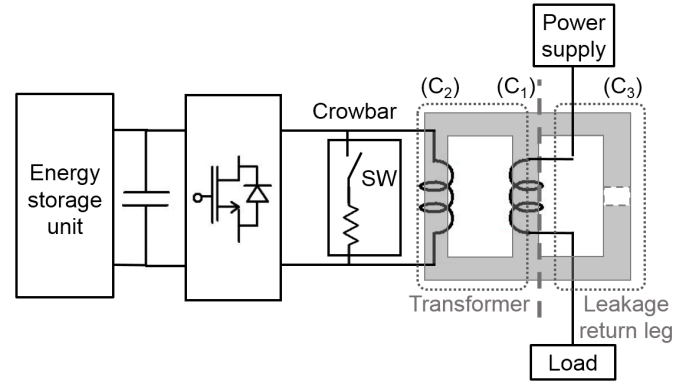 Power
supply
(C₂)
(C₁)
(C₃)
Crowbar
Energy
storage
unit
SW
Transformer
Leakage
return leg
Load